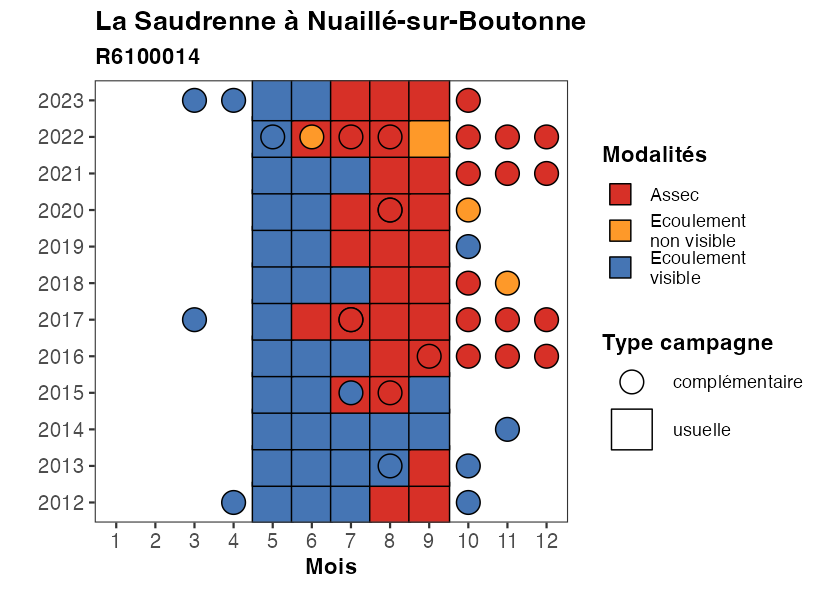 La Saudrenne à Nuaillé-sur-Boutonne
R6100014
2023
2022
2021
2020
2019
2018
2017
2016
2015
2014
2013
2012
1 2 3 4 5 6 7 8 9 10 11 12
Mois
Modalités
Assec
Ecoulement
non visible
Ecoulement
visible
Type campagne
complémentaire
usuelle